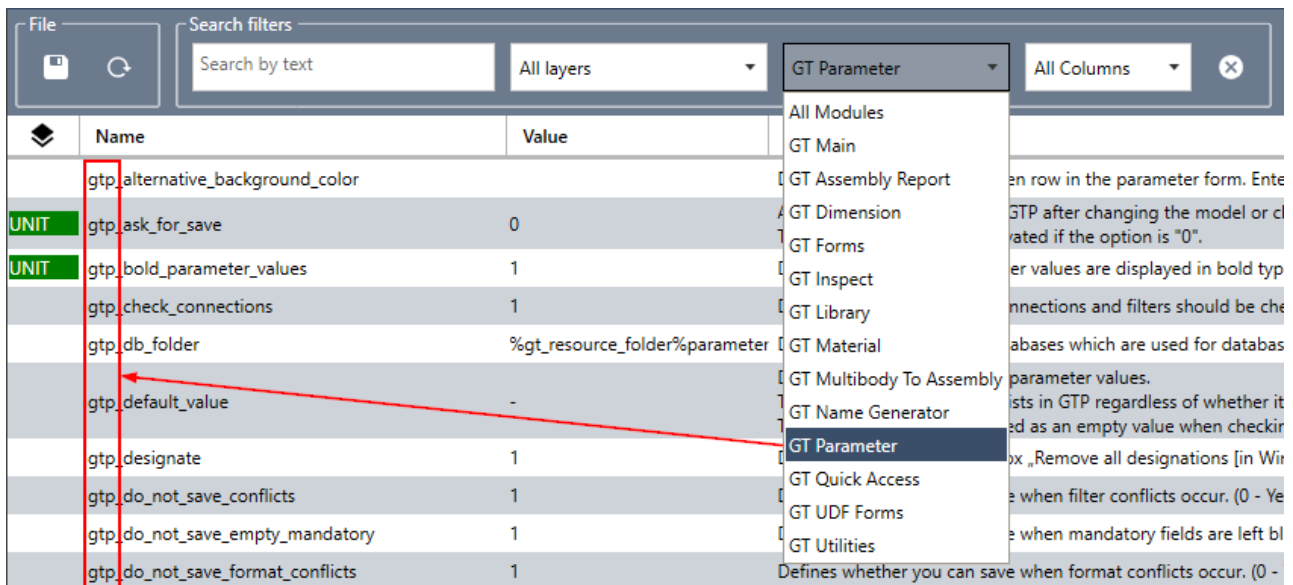 File
Search filters
Search by text
All layers
GT Parameter
All Columns
Name
Value
All Modules
GT Main
GT Assembly Report
GT Dimension
GT Forms
GT Inspect
GT Library
GT Material
GT Multibody To Assembly
GT Name Generator
GT Parameter
GT Quick Access
GT UDF Forms
GT Utilities
gtp_alternative_background_color
en row in the parameter form. Ente
UNIT
gtp_ask_for_save
0
GTP after changing the model or
vated if the option is "0".
UNIT
gtp_bold_parameter_values
1
er values are displayed in bold typ
gtp_check_connections
1
nnections and filters should be che
gtp_db_folder
%gt_resource_folder%parameter
abases which are used for databas
gtp_default_value
-
parameter values.
ists in GTP regardless of whether it
ed as an empty value when checkin
gtp_designate
1
ox „Remove all designations [in Win
gtp_do_not_save_conflicts
1
e when filter conflicts occur. (0 - Ye
gtp_do_not_save_empty_mandatory
1
e when mandatory fields are left bl
gtp_do_not_save_format_conflicts
1
Defines whether you can save when format conflicts occur. (0 -